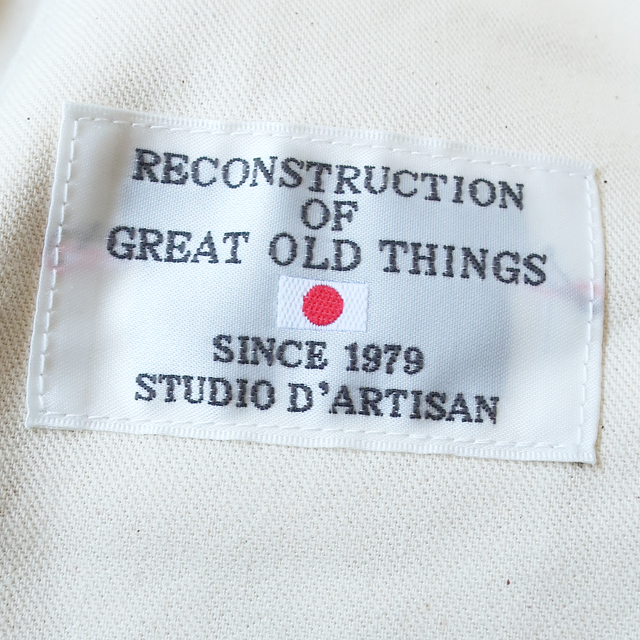 RECONSTRUCTION
OF
GREAT OLD THINGS
SINCE 1979
STUDIO D'ARTISAN